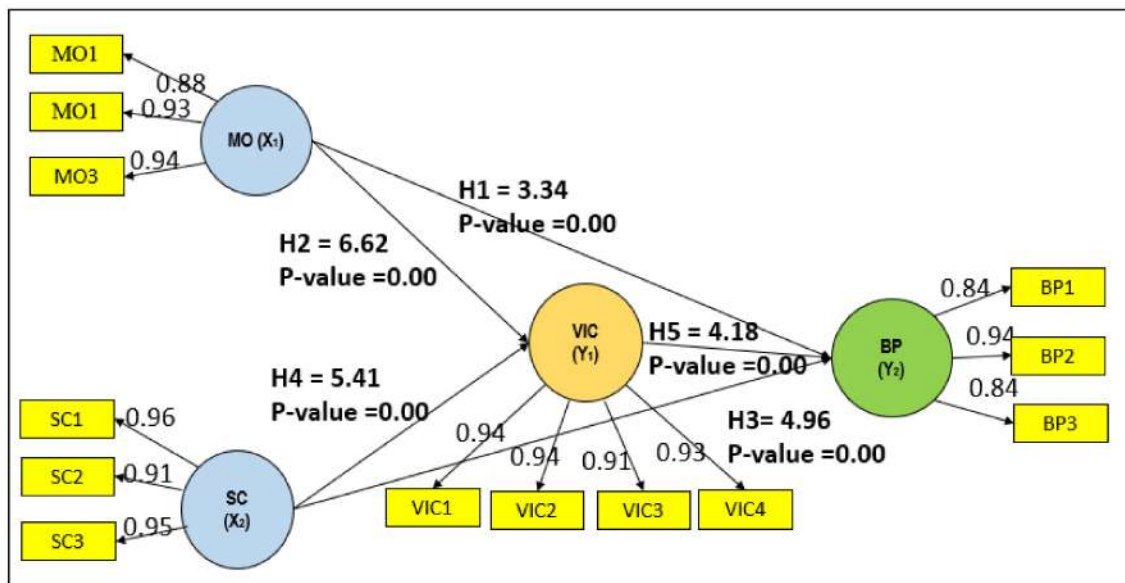 MO1
0.88
MO1
0.93
MO (X₁)
MO3
0.94
H1 = 3.34
P-value =0.00
H2 = 6.62
P-value =0.00
VIC
(Y₁)
H5 = 4.18
P-value =0.00
BP
(Y₂)
0.84
BP1
0.94
BP2
0.84
BP3
H4 = 5.41
P-value =0.00
H3= 4.96
P-value =0.00
SC1
0.96
SC2
0.91
SC3
0.95
SC
(X₂)
0.94
0.94
0.91
0.93
VIC1
VIC2
VIC3
VIC4